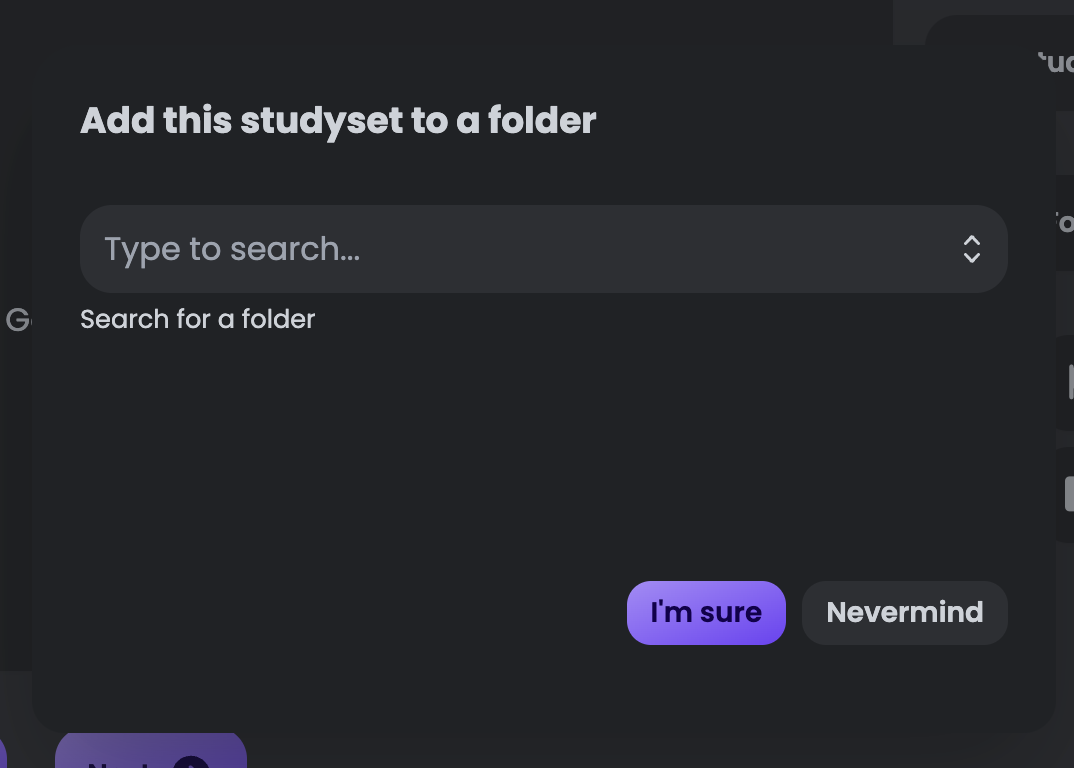 Add this studyset to a folder
Type to search...
Search for a folder
I'm sure
Nevermind